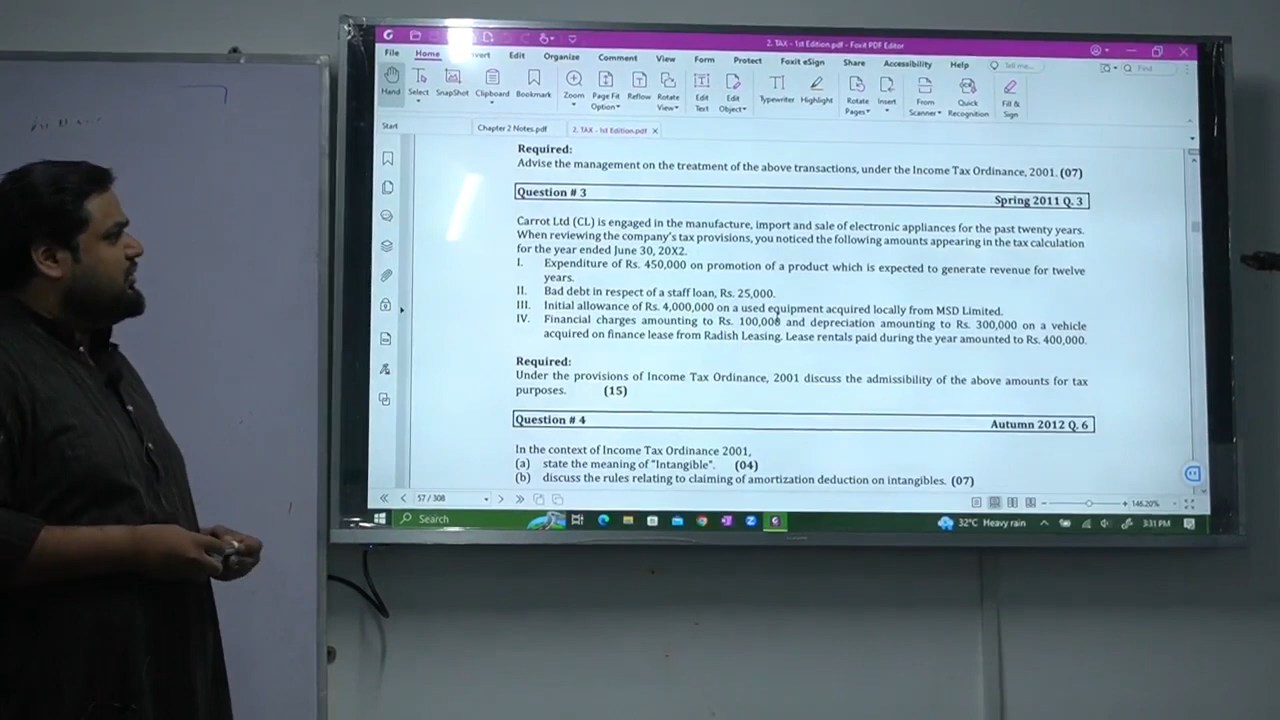 2. TAX - 1st Edition.pdf - Foxit PDF Editor
File Home Edit Organize Comment View Form Protect Foxit eSign Share Accessibility Help Tell me... Find
Hand Select SnapShot Clipboard Bookmark Zoom Page Fit Option Reflow Rotate View Edit Text Edit Object Typewriter Highlight Rotate Pages Insert From Scanner Quick Recognition Fill & Sign
Start Chapter 2 Notes.pdf 2. TAX - 1st Edition.pdf
Required:
Advise the management on the treatment of the above transactions, under the Income Tax Ordinance, 2001. (07)
Question # 3 Spring 2011 Q. 3
Carrot Ltd (CL) is engaged in the manufacture, import and sale of electronic appliances for the past twenty years.
When reviewing the company's tax provisions, you noticed the following amounts appearing in the tax calculation
for the year ended June 30, 20X2.
I. Expenditure of Rs. 450,000 on promotion of a product which is expected to generate revenue for twelve
years.
II. Bad debt in respect of a staff loan, Rs. 25,000.
III. Initial allowance of Rs. 4,000,000 on a used equipment acquired locally from MSD Limited.
IV. Financial charges amounting to Rs. 100,000 and depreciation amounting to Rs. 300,000 on a vehicle
acquired on finance lease from Radish Leasing. Lease rentals paid during the year amounted to Rs. 400,000.
Required:
Under the provisions of Income Tax Ordinance, 2001 discuss the admissibility of the above amounts for tax
purposes. (15)
Question # 4 Autumn 2012 Q. 6
In the context of Income Tax Ordinance 2001,
(a) state the meaning of "Intangible". (04)
(b) discuss the rules relating to claiming of amortization deduction on intangibles. (07)
57 / 308 146.20%
Search 32°C Heavy rain 3:31 PM